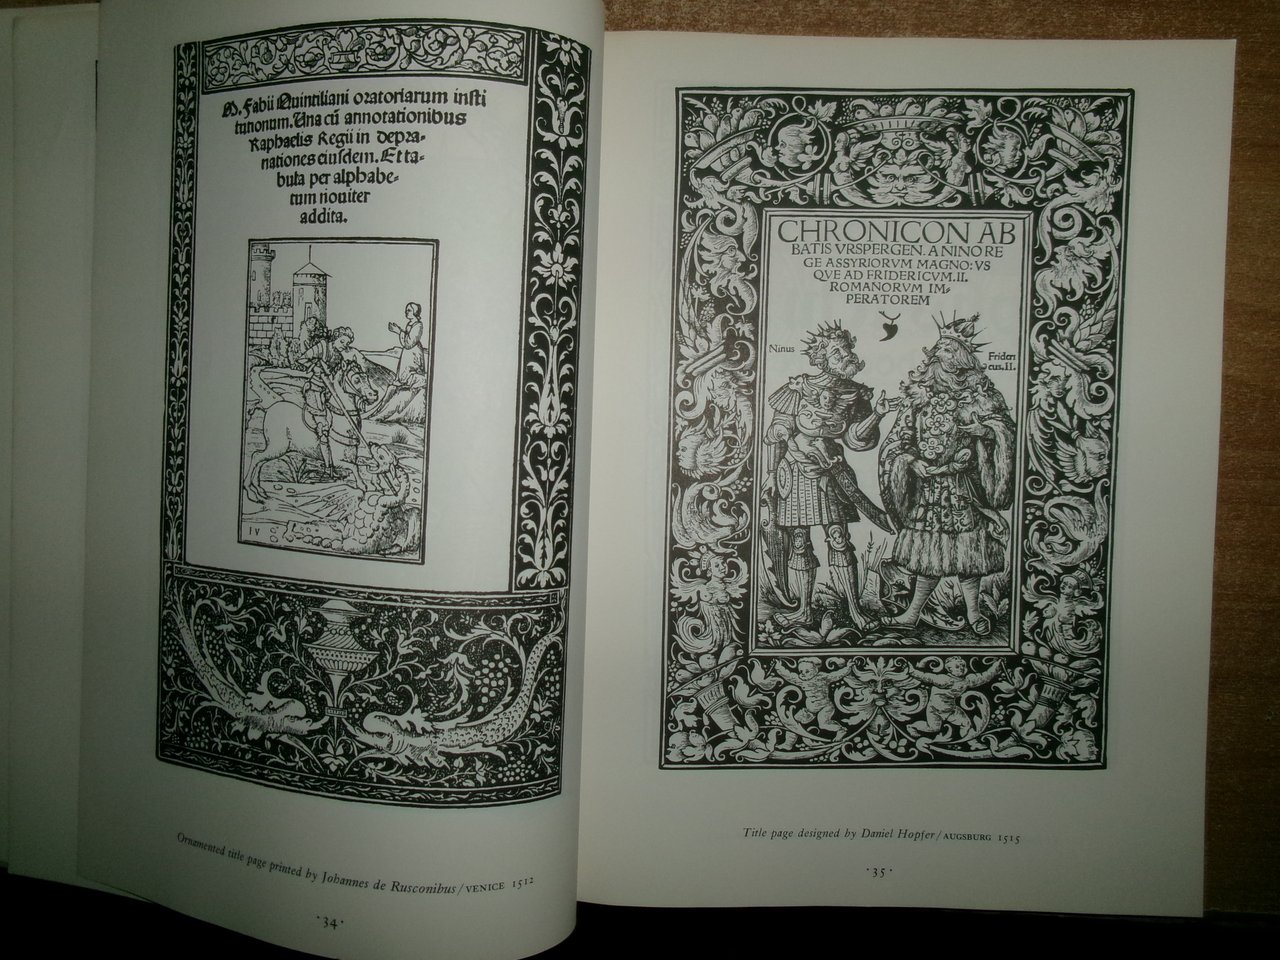 M. Fabii Quintiliani oratoriarum insti
tutionum. Una cū annotationibus
Raphaelis Regii in depra-
nationes eiusdem. Et ta-
bula per alphabe-
tum noviter
addita.
IV
Ornamented title page printed by Johannes de Rusconibus/VENICE 1512
·34·
CHRONICON AB
BATIS VRSPERGEN. A NINO RE
GE ASSYRIORVM MAGNO: VS
QVE AD FRIDERICVM.II.
ROMANORVM IM-
PERATOREM
Ninus
Frideri
cus.II.
Title page designed by Daniel Hopfer/AUGSBURG 1515
·35·